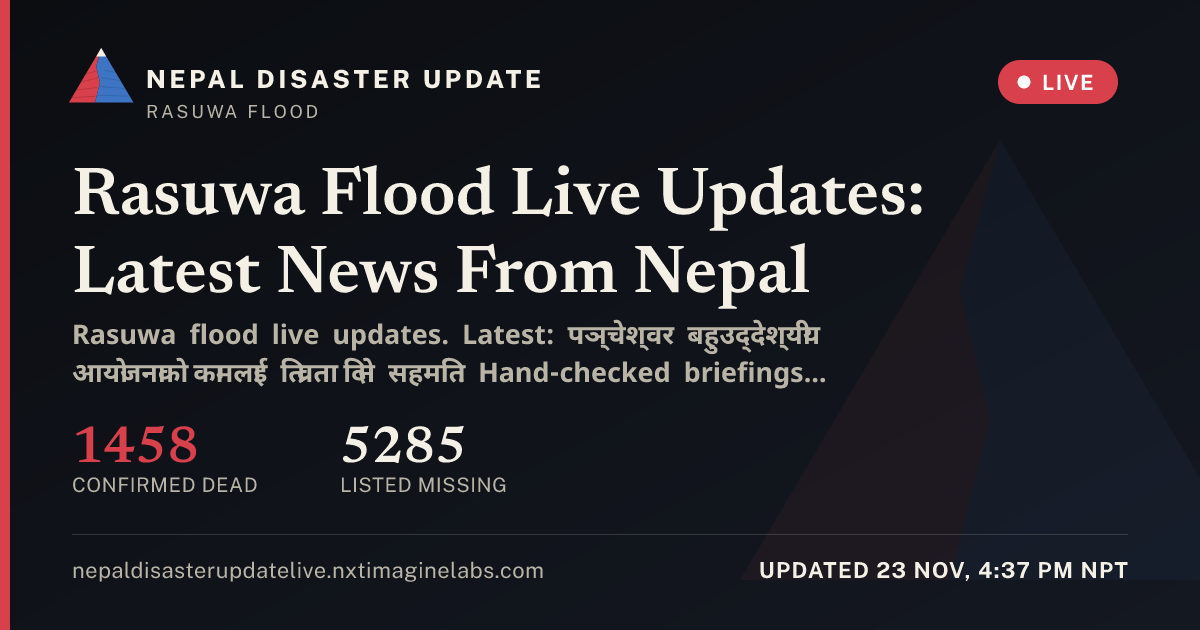 NEPAL DISASTER UPDATE
RASUWA FLOOD
LIVE
Rasuwa Flood Live Updates:
Latest News From Nepal
Rasuwa flood live updates. Latest: पञ्चेश्वर बहुउद्देश्यीय
सहमति Hand-checked briefings...
1458
5285
CONFIRMED DEAD
LISTED MISSING
nepaldisasterupdatelive.nxtimaginelabs.com
UPDATED 23 NOV, 4:37 PM NPT